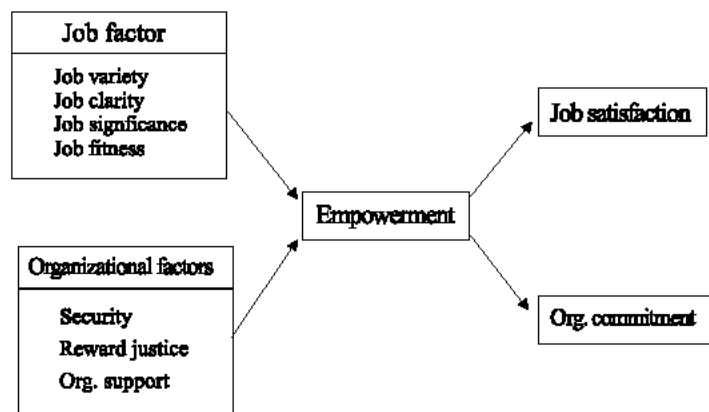 Job factor
Job variety
Job clarity
Job signficance
Job fitness
Organizational factors
Security
Reward justice
Org. support
Empowerment
Job satisfaction
Org. commitment